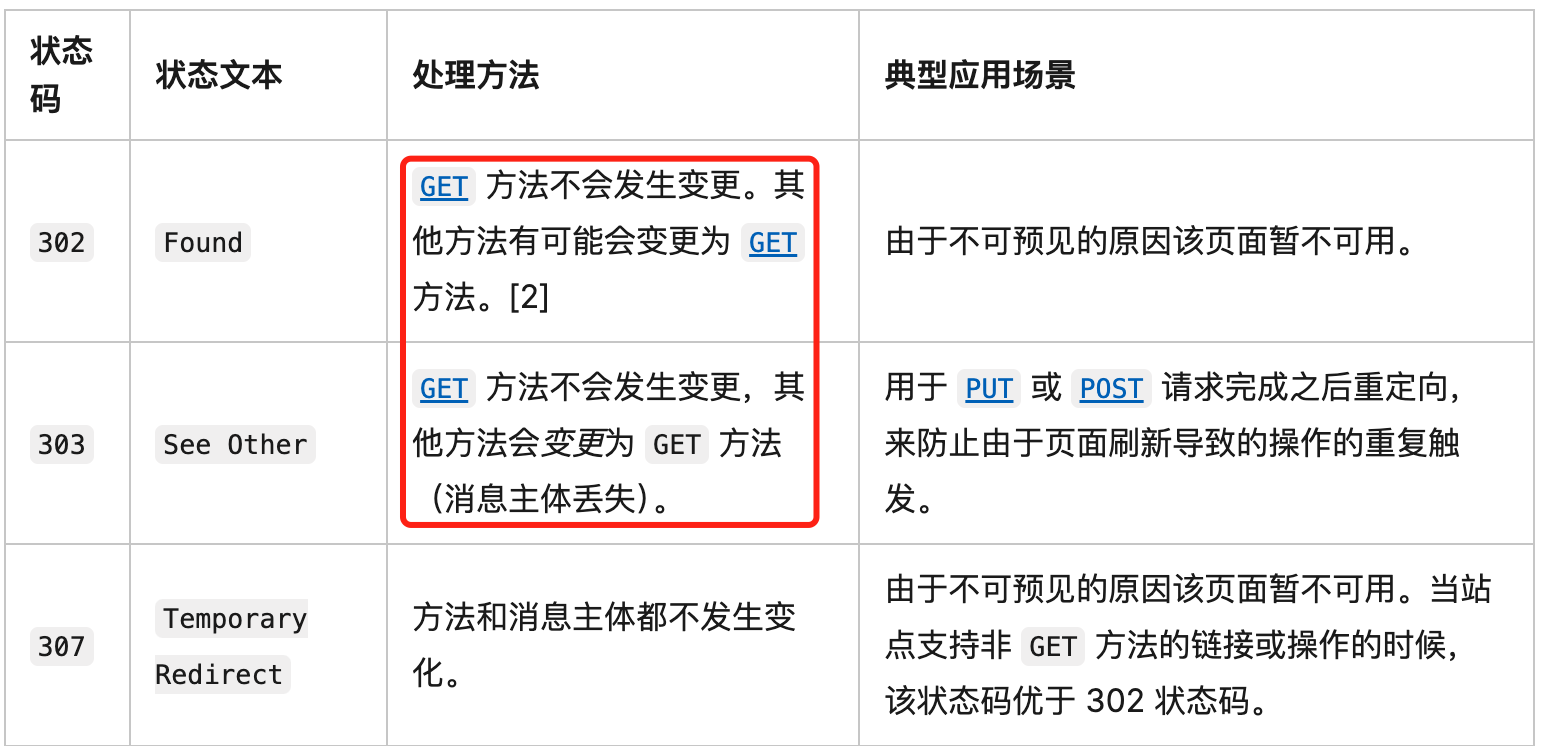 状态
码
状态文本
处理方法
典型应用场景
302
Found
GET 方法不会发生变更。其
他方法有可能会变更为 GET
方法。[2]
由于不可预见的原因该页面暂不可用。
303
See Other
GET 方法不会发生变更，其
他方法会变更为 GET 方法
（消息主体丢失）。
用于 PUT 或 POST 请求完成之后重定向，
来防止由于页面刷新导致的操作的重复触
发。
307
Temporary
Redirect
方法和消息主体都不发生变
化。
由于不可预见的原因该页面暂不可用。当站
点支持非 GET 方法的链接或操作的时候，
该状态码优于 302 状态码。